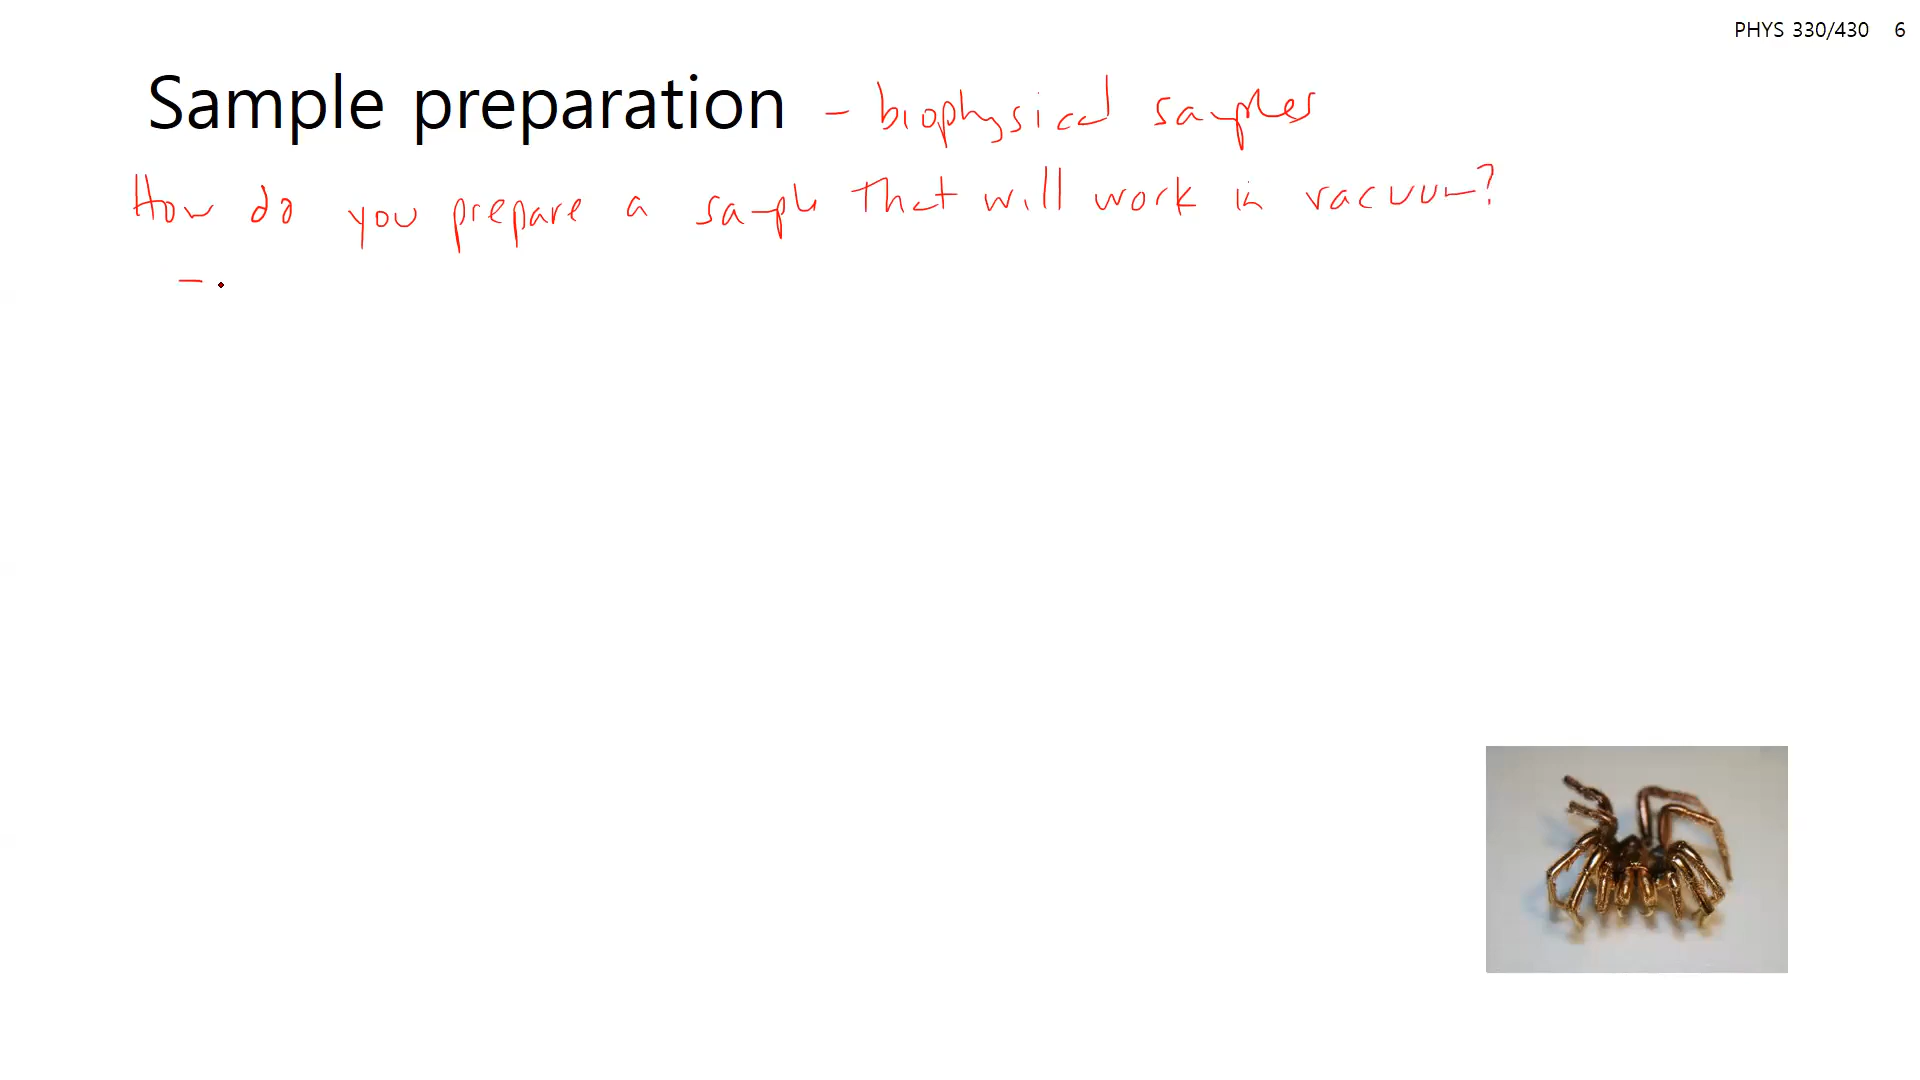 PHYS 330/430 6
Sample preparation - biophysical samples
How do you prepare a sample that will work in vacuum?
-